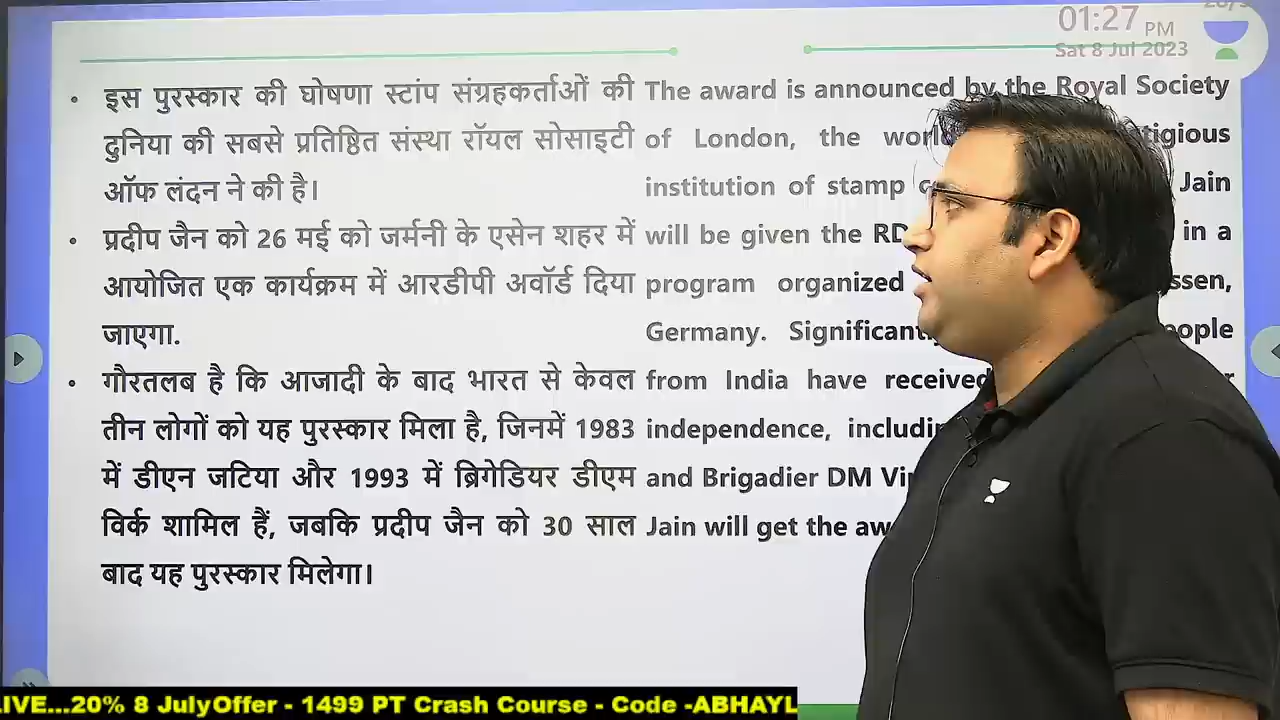 01:27 PM
Sat 8 Jul 2023
इस पुरस्कार की घोषणा स्टांप संग्रहकर्ताओं की
दुनिया की सबसे प्रतिष्ठित संस्था रॉयल सोसाइटी
ऑफ लंदन ने की है।
प्रदीप जैन को 26 मई को जर्मनी के एसेन शहर में
आयोजित एक कार्यक्रम में आरडीपी अवॉर्ड दिया
जाएगा.
गौरतलब है कि आजादी के बाद भारत से केवल
तीन लोगों को यह पुरस्कार मिला है, जिनमें 1983
में डीएन जटिया और 1993 में ब्रिगेडियर डीएम
विर्क शामिल हैं, जबकि प्रदीप जैन को 30 साल
बाद यह पुरस्कार मिलेगा।
The award is announced by the Royal Society
of London, the
institution of stamp Jain
will be given the in a
program organized
Germany.
from India have received
independence,
and Brigadier DM
Jain will get the
20% 8 JulyOffer - 1499 PT Crash Course - Code -ABHAYL